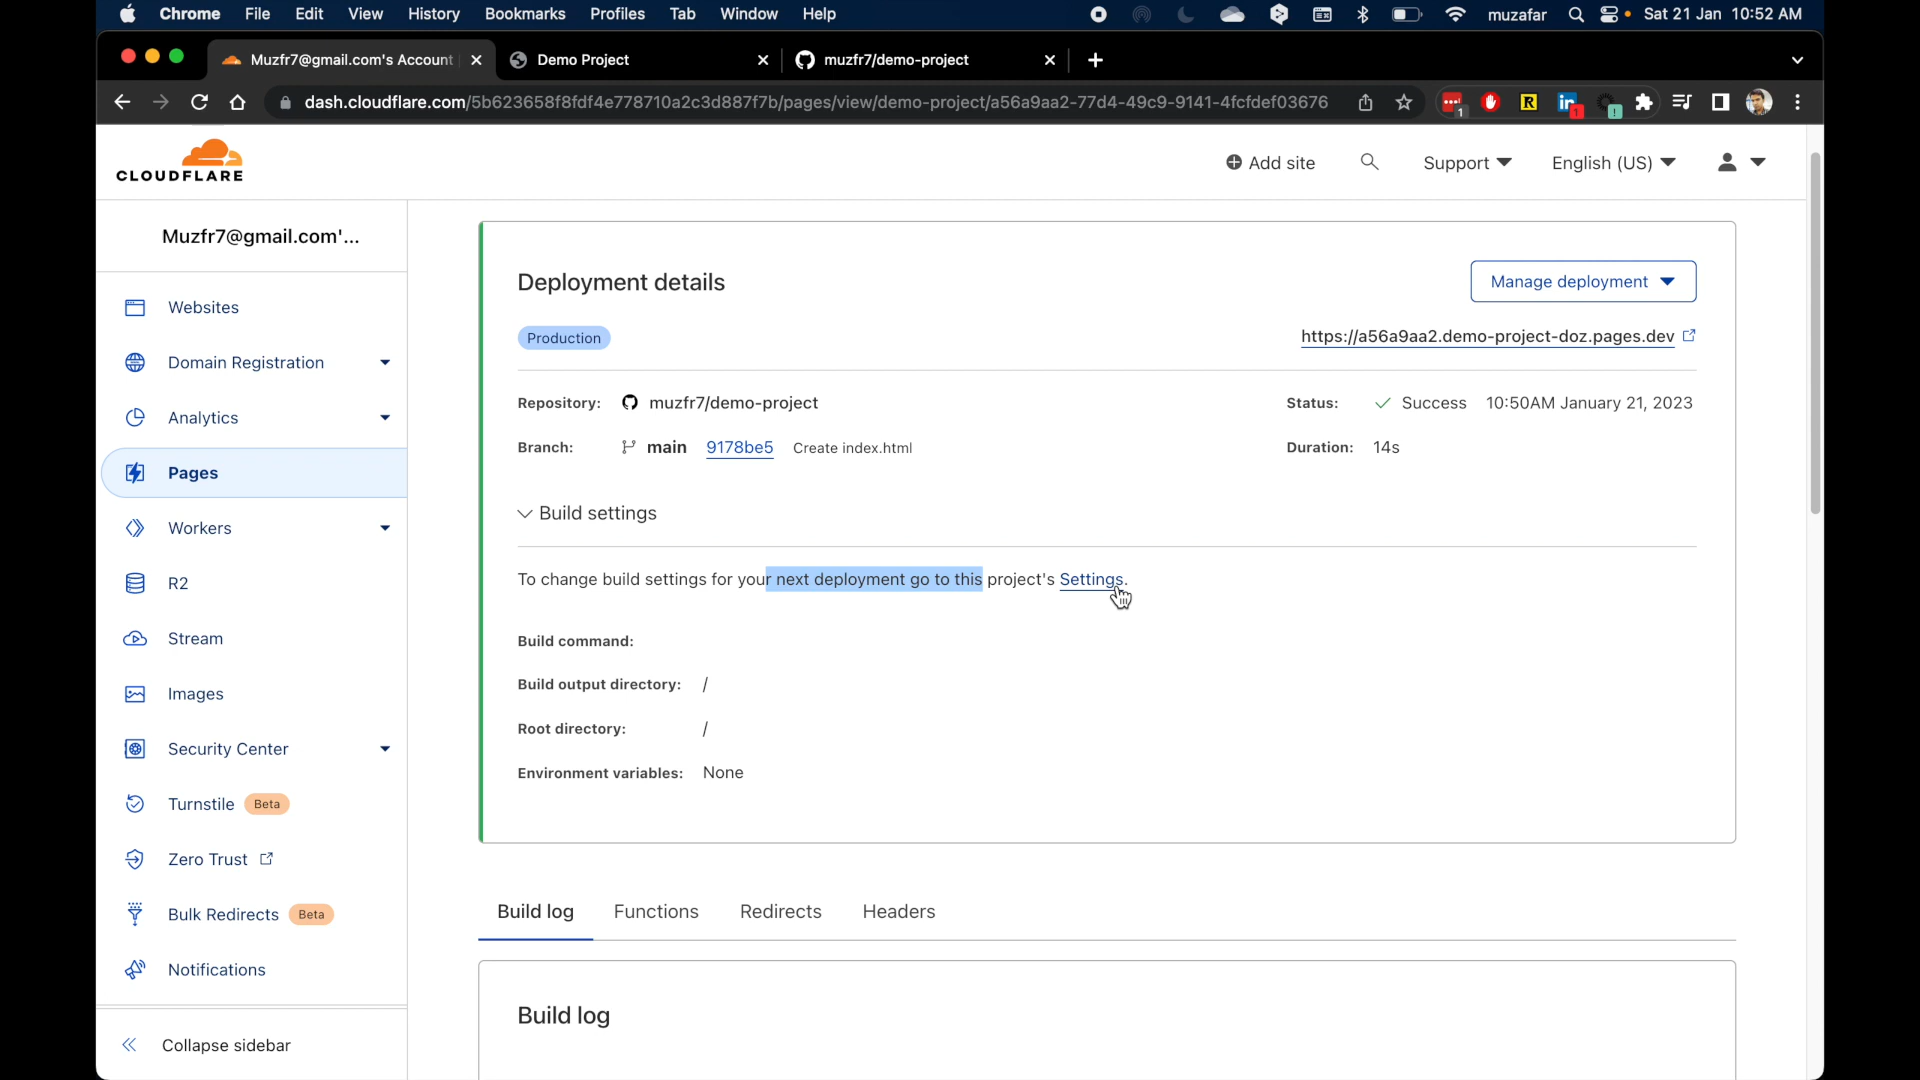 Chrome File Edit View History Bookmarks Profiles Tab Window Help muzafar Sat 21 Jan 10:52 AM
Muzfr7@gmail.com's Account Demo Project muzfr7/demo-project
dash.cloudflare.com/5b623658f8fdf4e778710a2c3d887f7b/pages/view/demo-project/a56a9aa2-77d4-49c9-9141-4fcfdef03676
CLOUDFLARE
Add site Support English (US)
Muzfr7@gmail.com'...
Websites
Domain Registration
Analytics
Pages
Workers
R2
Stream
Images
Security Center
Turnstile Beta
Zero Trust
Bulk Redirects Beta
Notifications
Collapse sidebar
Deployment details Manage deployment
Production https://a56a9aa2.demo-project-doz.pages.dev
Repository: muzfr7/demo-project Status: Success 10:50AM January 21, 2023
Branch: main 9178be5 Create index.html Duration: 14s
Build settings
To change build settings for your next deployment go to this project's Settings.
Build command:
Build output directory: /
Root directory: /
Environment variables: None
Build log Functions Redirects Headers
Build log